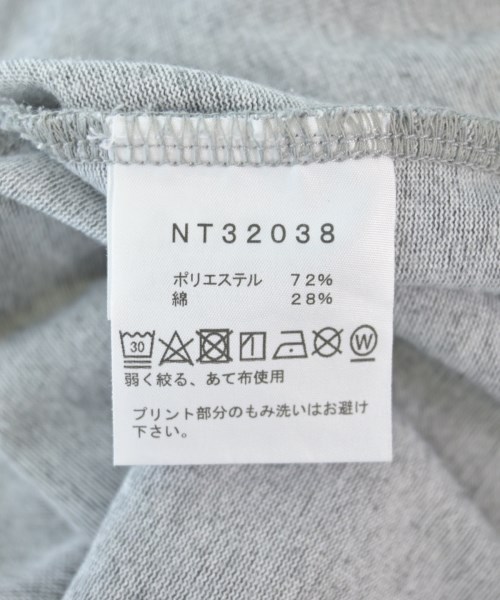 NT32038
ポリエステル 72%
綿 28%
30 W
弱く絞る、あて布使用
プリント部分のもみ洗いはお避け
下さい。